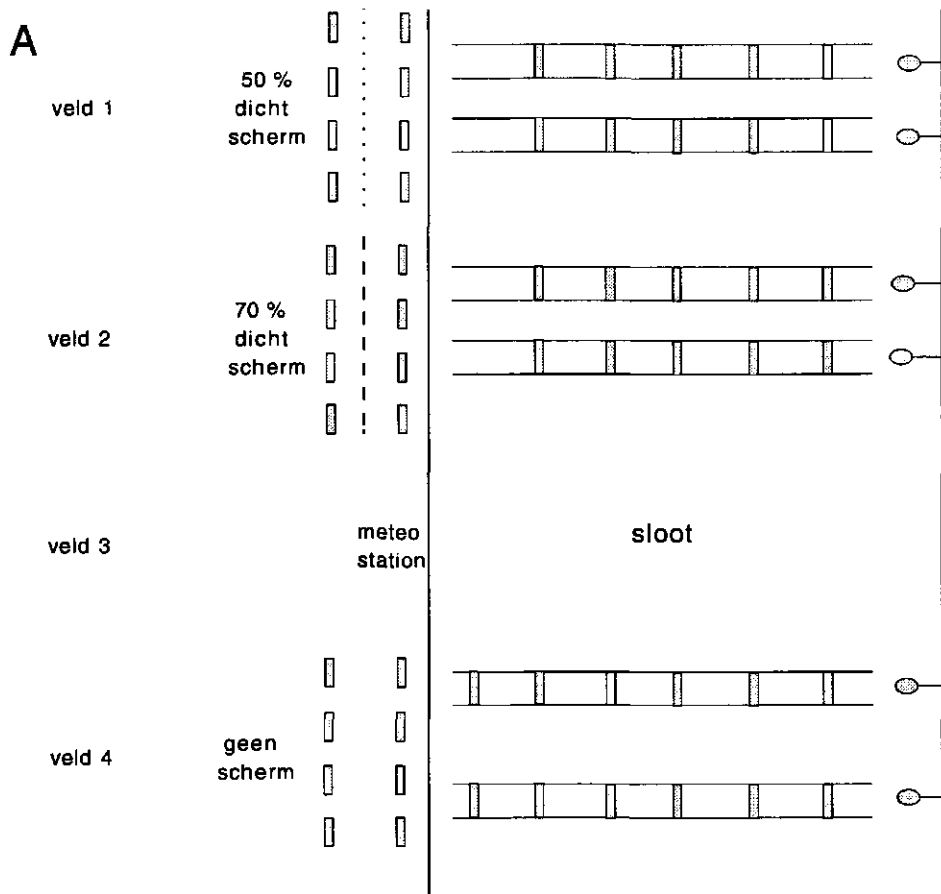 A
veld 1
50 %
dicht
scherm
veld 2
70 %
dicht
scherm
veld 3
meteo
station
sloot
veld 4
geen
scherm